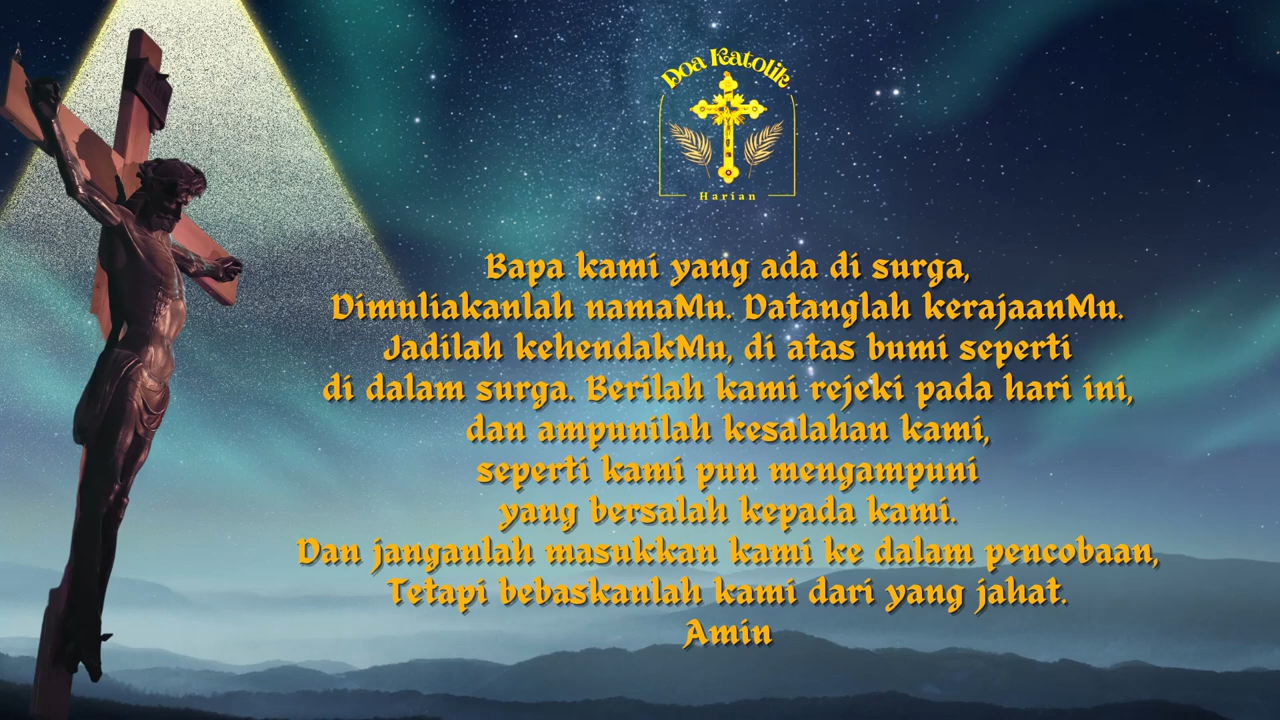 Doa Katolik
Harian
Bapa kami yang ada di surga,
Dimuliakanlah namaMu. Datanglah kerajaanMu.
Jadilah kehendakMu, di atas bumi seperti
di dalam surga. Berilah kami rejeki pada hari ini,
dan ampunilah kesalahan kami,
seperti kami pun mengampuni
yang bersalah kepada kami.
Dan janganlah masukkan kami ke dalam pencobaan,
Tetapi bebaskanlah kami dari yang jahat.
Amin